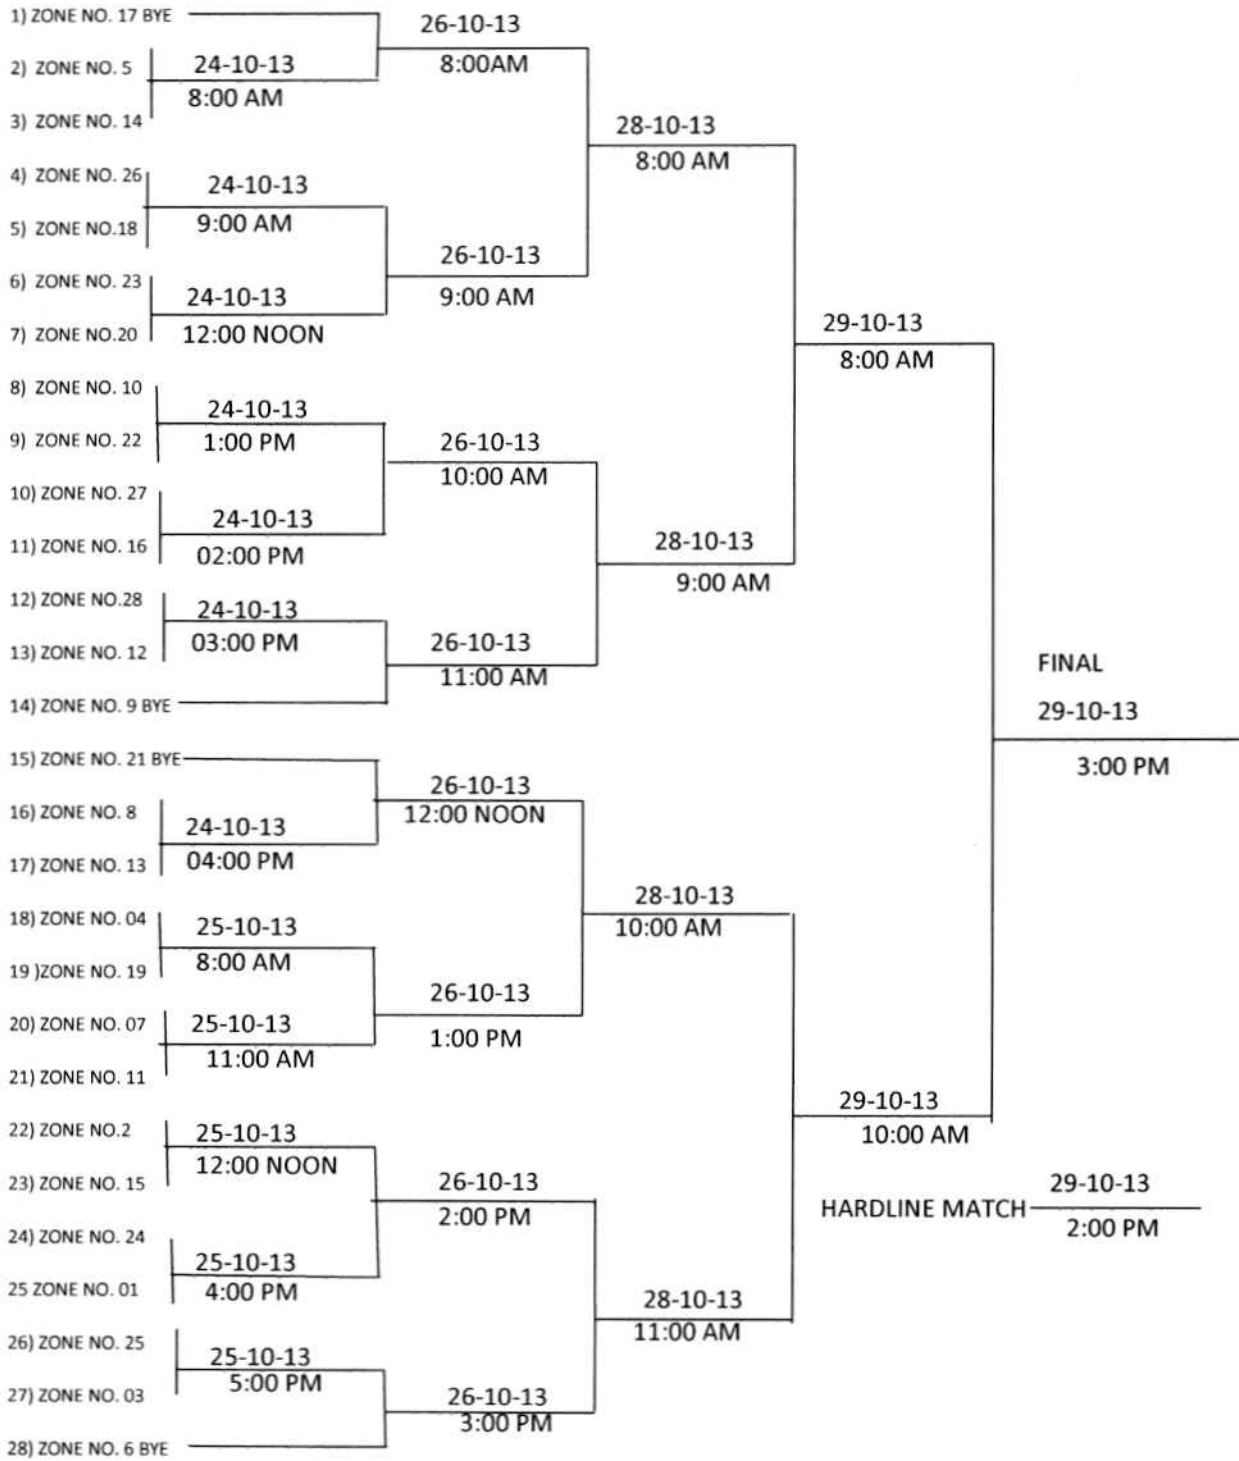 1) ZONE NO. 17 BYE
2) ZONE NO. 5
3) ZONE NO. 14
4) ZONE NO. 26
5) ZONE NO.18
6) ZONE NO. 23
7) ZONE NO.20
8) ZONE NO. 10
9) ZONE NO. 22
10) ZONE NO. 27
11) ZONE NO. 16
12) ZONE NO.28
13) ZONE NO. 12
14) ZONE NO. 9 BYE
15) ZONE NO. 21 BYE
16) ZONE NO. 8
17) ZONE NO. 13
18) ZONE NO. 04
19 )ZONE NO. 19
20) ZONE NO. 07
21) ZONE NO. 11
22) ZONE NO.2
23) ZONE NO. 15
24) ZONE NO. 24
25 ZONE NO. 01
26) ZONE NO. 25
27) ZONE NO. 03
28) ZONE NO. 6 BYE
24-10-13
8:00 AM
24-10-13
9:00 AM
24-10-13
12:00 NOON
24-10-13
1:00 PM
24-10-13
02:00 PM
24-10-13
03:00 PM
24-10-13
04:00 PM
25-10-13
8:00 AM
25-10-13
11:00 AM
25-10-13
12:00 NOON
25-10-13
4:00 PM
25-10-13
5:00 PM
26-10-13
8:00AM
26-10-13
9:00 AM
26-10-13
10:00 AM
26-10-13
11:00 AM
26-10-13
12:00 NOON
26-10-13
1:00 PM
26-10-13
2:00 PM
26-10-13
3:00 PM
28-10-13
8:00 AM
28-10-13
9:00 AM
28-10-13
10:00 AM
28-10-13
11:00 AM
29-10-13
8:00 AM
29-10-13
10:00 AM
FINAL
29-10-13
3:00 PM
HARDLINE MATCH
29-10-13
2:00 PM